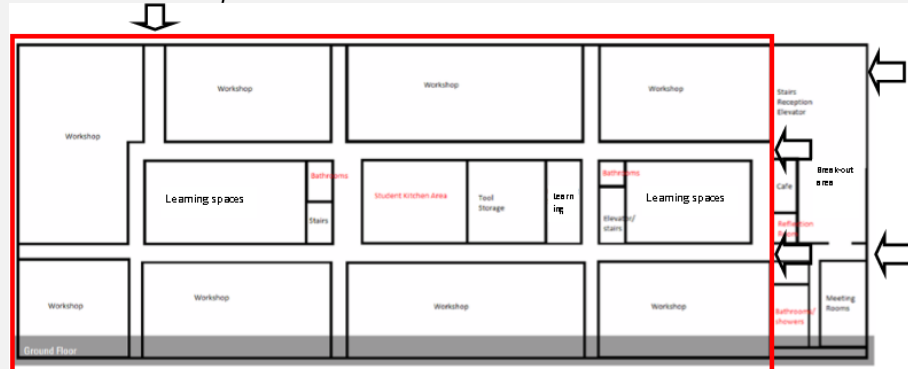 Workshop
Workshop
Workshop
Workshop
Stairs
Reception
Elevator
Bathrooms
Learning spaces
Stairs
Student Kitchen Area
Tool
Storage
Learn
ing
Bathrooms
Elevator/
stairs
Learning spaces
Cafe
Break-out
area
Reflection
Workshop
Workshop
Workshop
Workshop
Bathrooms/
showers
Meeting
Rooms
Ground Floor